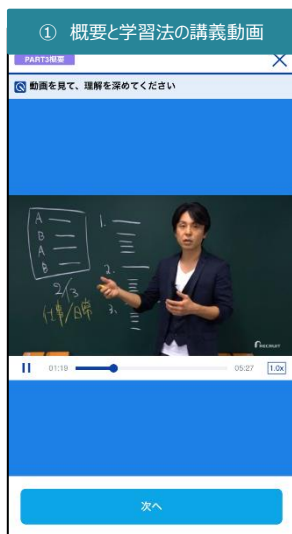 ① 概要と学習法の講義動画
PART3概要
動画を見て、理解を深めてください
A
B
A
B
2/3
仕事/日常
1.
2.
3.
RECRUIT
01:19
05:27
1.0x
次へ